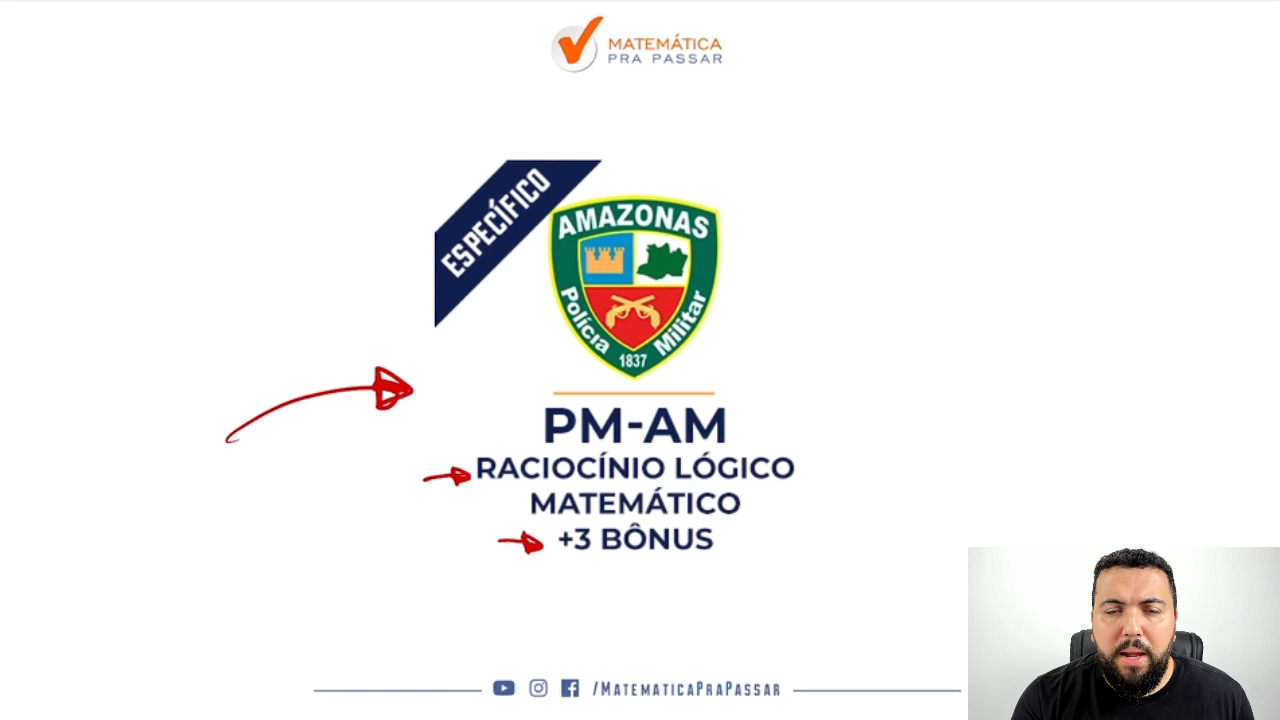 MATEMÁTICA
PRA PASSAR
ESPECÍFICO
AMAZONAS
Polícia Militar
1837
PM-AM
RACIOCÍNIO LÓGICO
MATEMÁTICO
+3 BÔNUS
/MATEMATICAPRAPASSAR